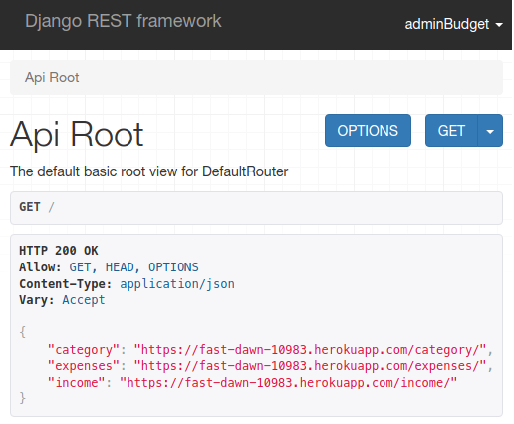 Django REST framework
adminBudget
Api Root
Api Root
OPTIONS
GET
The default basic root view for DefaultRouter
GET /
HTTP 200 OK
Allow: GET, HEAD, OPTIONS
Content-Type: application/json
Vary: Accept
{
"category": "https://fast-dawn-10983.herokuapp.com/category/",
"expenses": "https://fast-dawn-10983.herokuapp.com/expenses/",
"income": "https://fast-dawn-10983.herokuapp.com/income/"
}